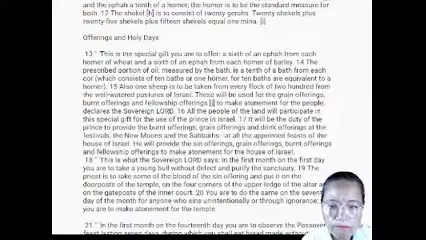 and the ephah a tenth of a homer; the homer is to be the standard measure for
both. 12 The shekel [h] is to consist of twenty gerahs. Twenty shekels plus
twenty-five shekels plus fifteen shekels equal one mina. [i]
Offerings and Holy Days
13 " 'This is the special gift you are to offer: a sixth of an ephah from each
homer of wheat and a sixth of an ephah from each homer of barley. 14 The
prescribed portion of oil, measured by the bath, is a tenth of a bath from each
cor (which consists of ten baths or one homer, for ten baths are equivalent to a
homer). 15 Also one sheep is to be taken from every flock of two hundred from
the well-watered pastures of Israel. These will be used for the grain offerings,
burnt offerings and fellowship offerings [j] to make atonement for the people,
declares the Sovereign LORD. 16 All the people of the land will participate in
this special gift for the use of the prince in Israel. 17 It will be the duty of the
prince to provide the burnt offerings, grain offerings and drink offerings at the
festivals, the New Moons and the Sabbaths - at all the appointed feasts of the
house of Israel. He will provide the sin offerings, grain offerings, burnt offerings
and fellowship offerings to make atonement for the house of Israel.
18 " 'This is what the Sovereign LORD says: In the first month on the first day
you are to take a young bull without defect and purify the sanctuary. 19 The
priest is to take some of the blood of the sin offering and put it on the
doorposts of the temple, on the four corners of the upper ledge of the altar
on the gateposts of the inner court. 20 You are to do the same on the seventh
day of the month for anyone who sins unintentionally or through ignorance;
you are to make atonement for the temple.
21 " 'In the first month on the fourteenth day you are to observe the Passover,
feast lasting seven days, during which you shall eat bread made without